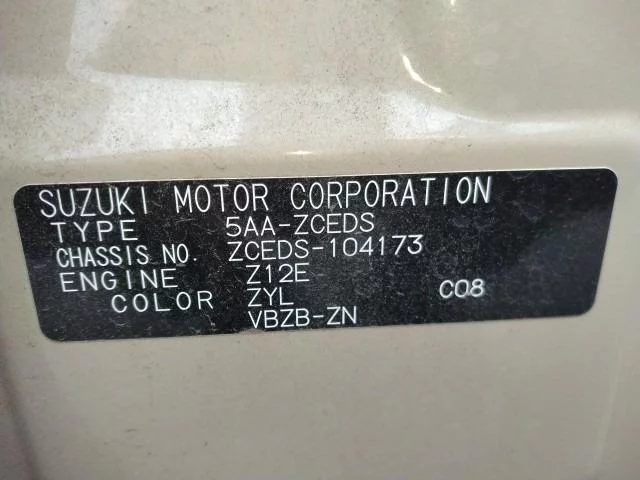 SUZUKI MOTOR CORPORATION
TYPE 5AA-ZCEDS
CHASSIS NO. ZCEDS-104173
ENGINE Z12E
COLOR ZYL C08
VBZB-ZN